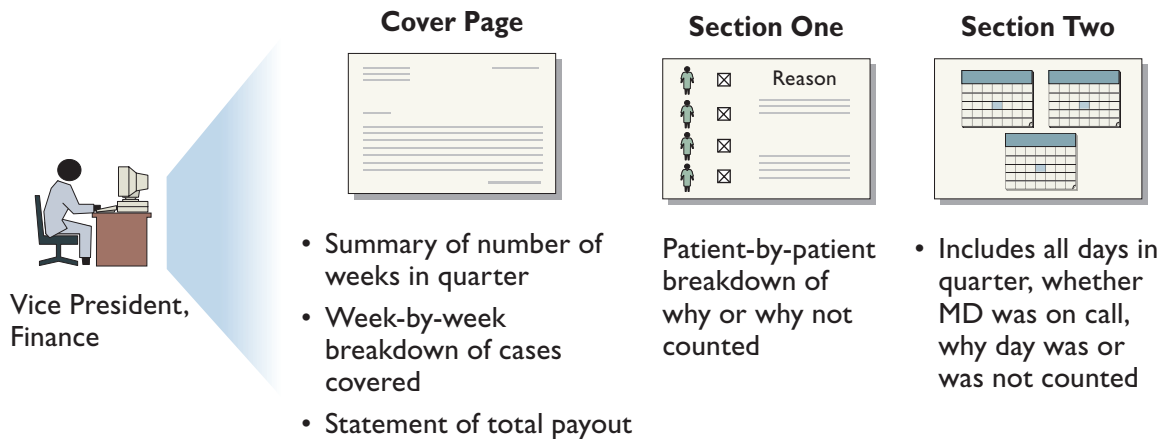 Cover Page
Section One
Section Two
Reason
Vice President,
Finance
• Summary of number of
weeks in quarter
• Week-by-week
breakdown of cases
covered
• Statement of total payout
Patient-by-patient
breakdown of
why or why not
counted
• Includes all days in
quarter, whether
MD was on call,
why day was or
was not counted